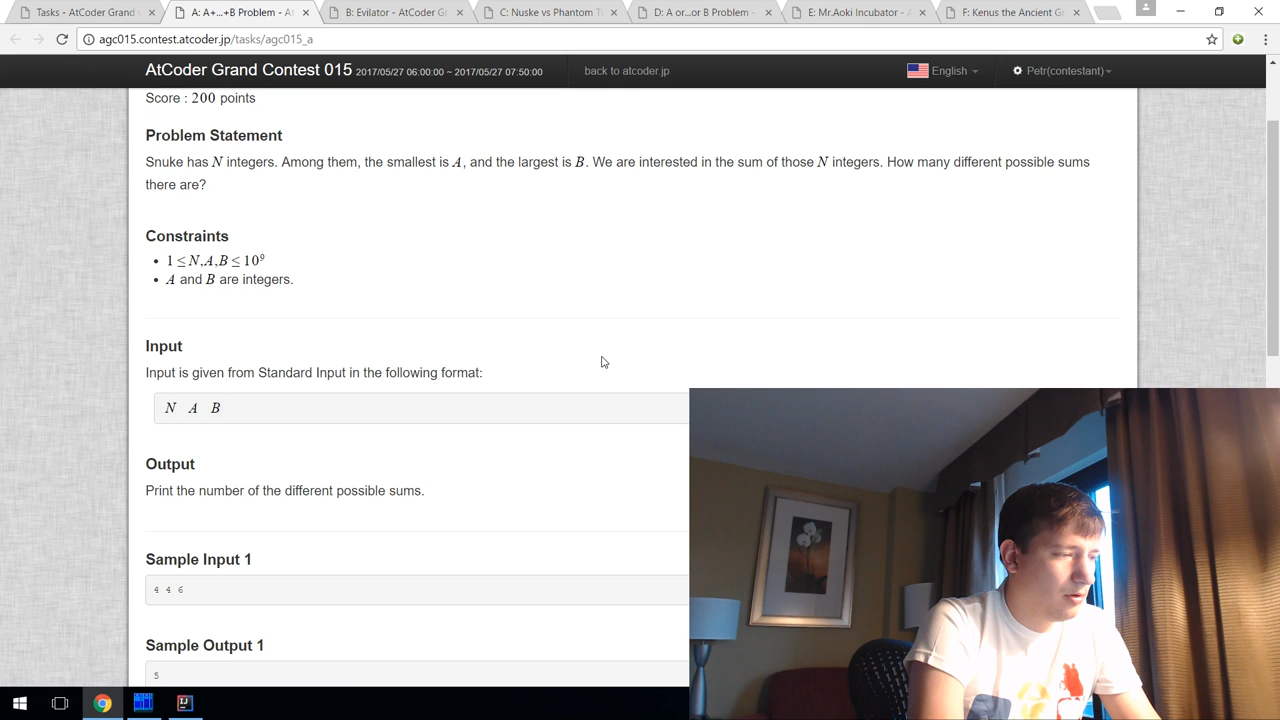 Tasks - AtCoder Grand
A: A+...+B Problem - At
B: Evilator - AtCoder Gr
C: Nuske vs Phantom T
D: A or...or B Problem -
E: Mr.Aoki Incubator - A
F: Kenus the Ancient Gr
agc015.contest.atcoder.jp/tasks/agc015_a
AtCoder Grand Contest 015 2017/05/27 06:00:00 ~ 2017/05/27 07:50:00 back to atcoder.jp English Petr(contestant)
Score : 200 points
Problem Statement
Snuke has N integers. Among them, the smallest is A, and the largest is B. We are interested in the sum of those N integers. How many different possible sums
there are?
Constraints
• 1 ≤ N,A,B ≤ 10⁹
• A and B are integers.
Input
Input is given from Standard Input in the following format:
N A B
Output
Print the number of the different possible sums.
Sample Input 1
4 4 6
Sample Output 1
5